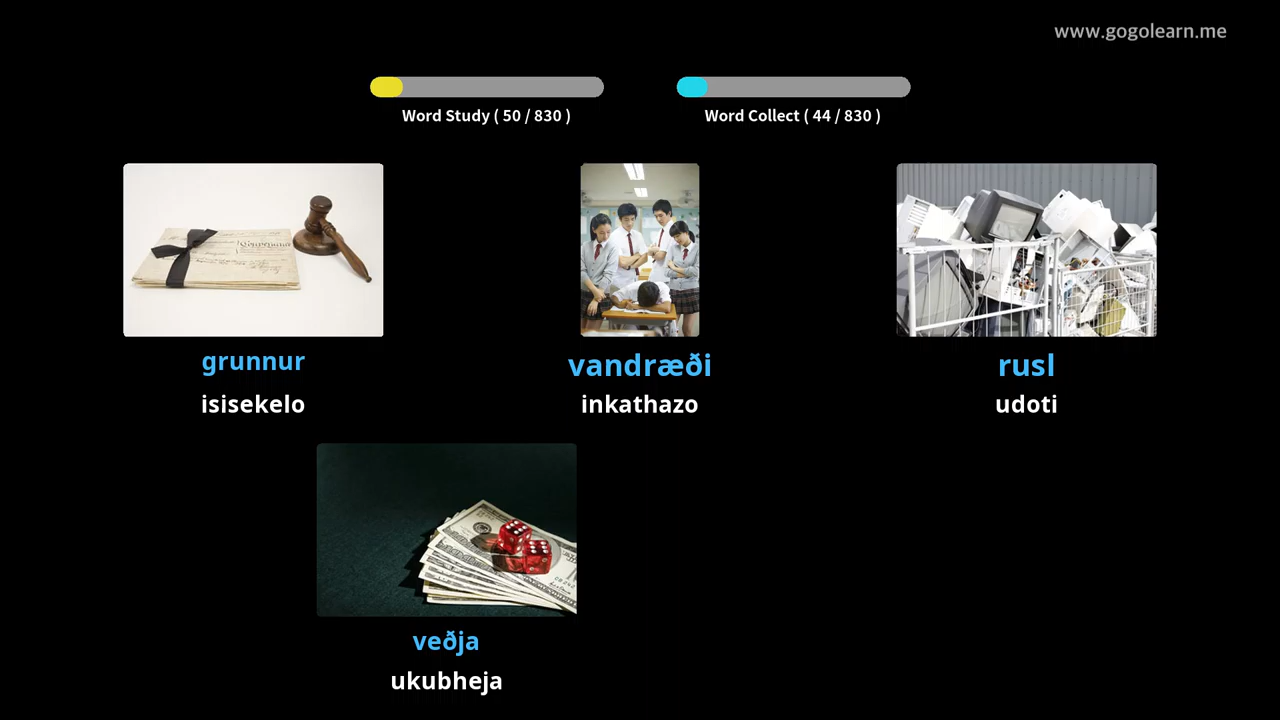 www.gogolearn.me
Word Study ( 50 / 830 )
Word Collect ( 44 / 830 )
grunnur
isisekelo
vandræði
inkathazo
rusl
udoti
veðja
ukubheja